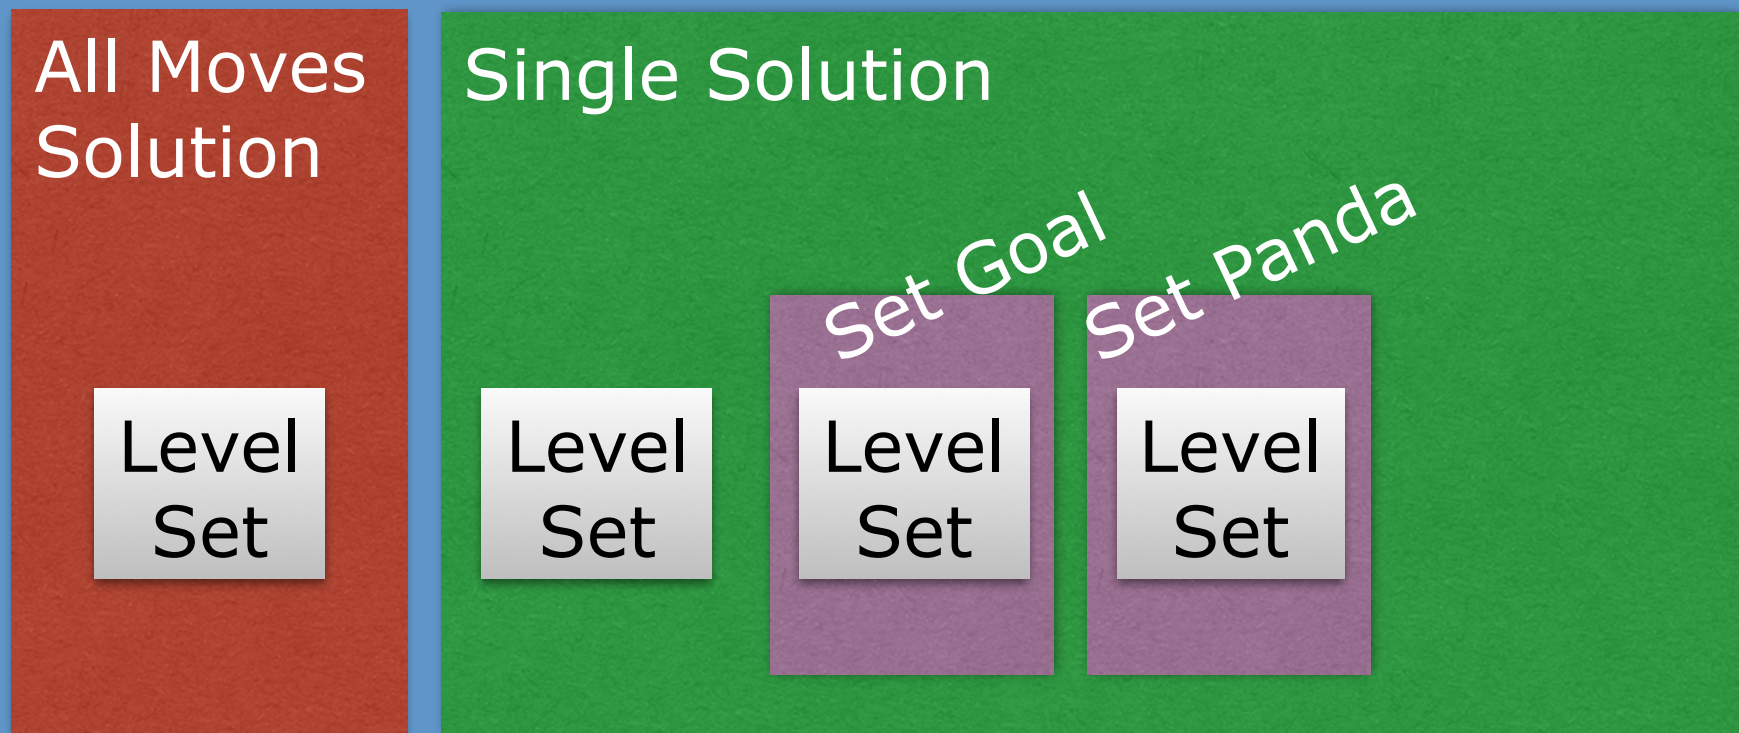 All Moves
Solution
Single Solution
Set Goal
Set Panda
Level
Set
Level
Set
Level
Set
Level
Set